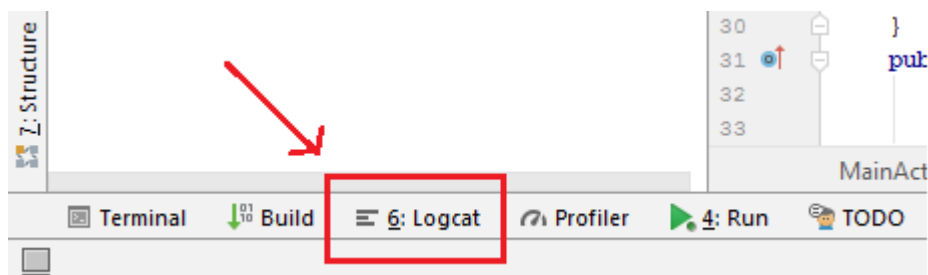 7: Structure
30 }
31 pub
32
33
MainAct
Terminal Build 6: Logcat Profiler 4: Run TODO